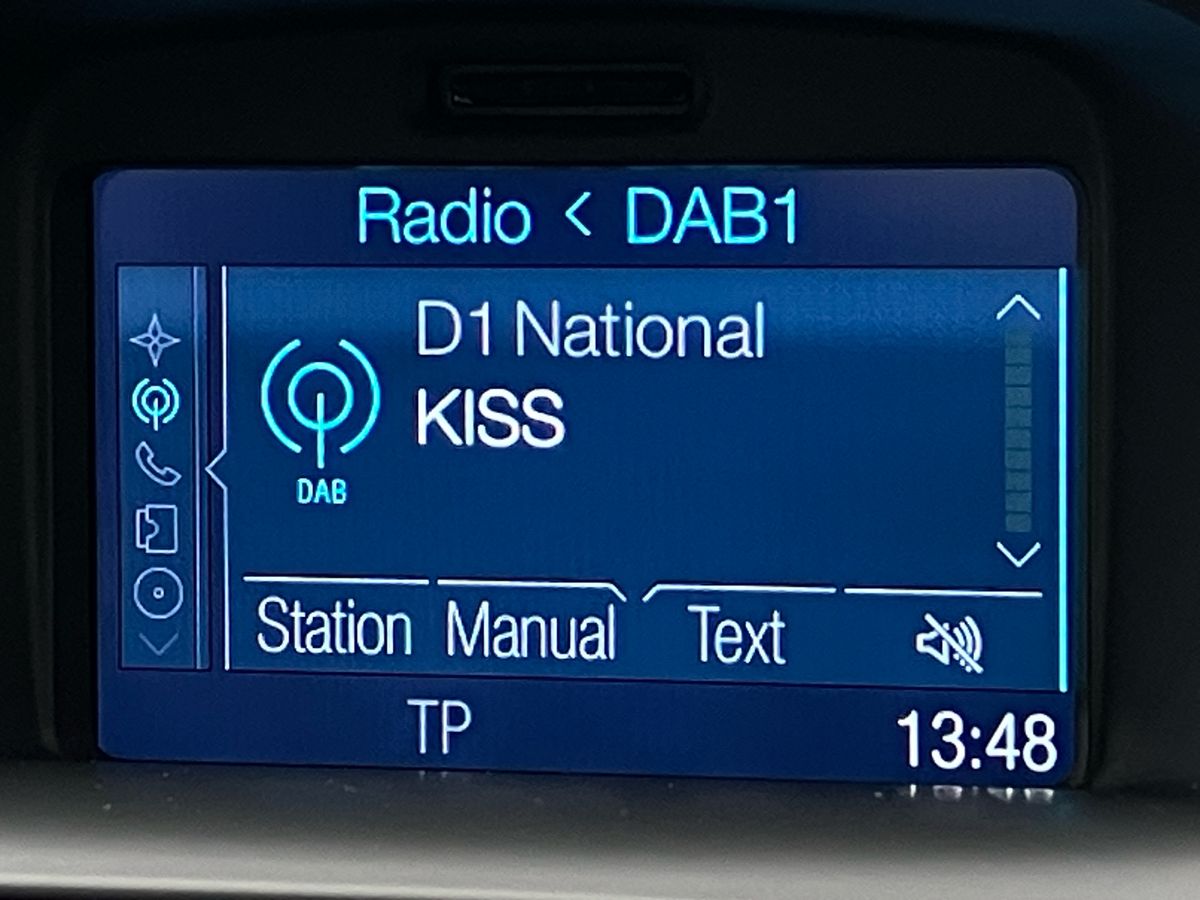 Radio < DAB1
D1 National
KISS
DAB
Station Manual Text
TP 13:48